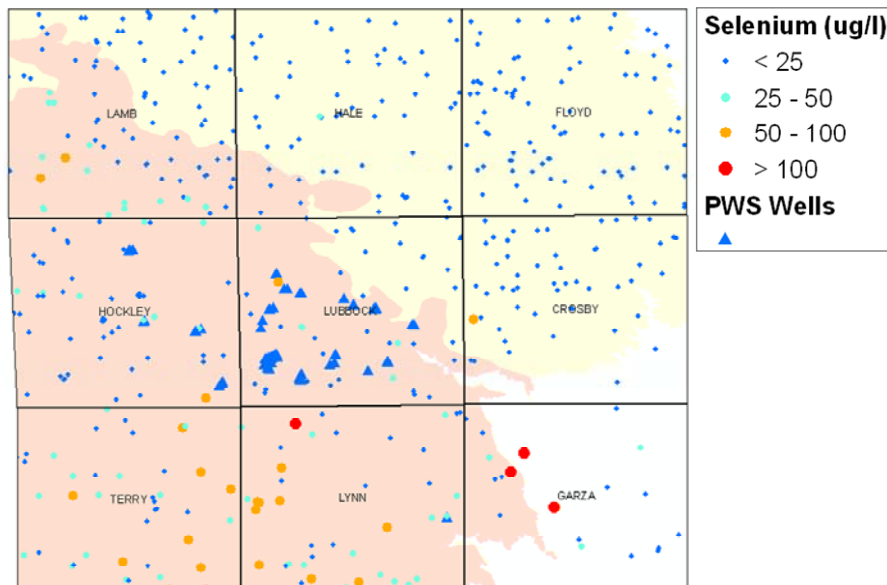 Selenium (ug/l)
< 25
25 - 50
50 - 100
> 100
PWS Wells
LAMB
HALE
FLOYD
HOCKLEY
LUBBOCK
CROSBY
TERRY
LYNN
GARZA